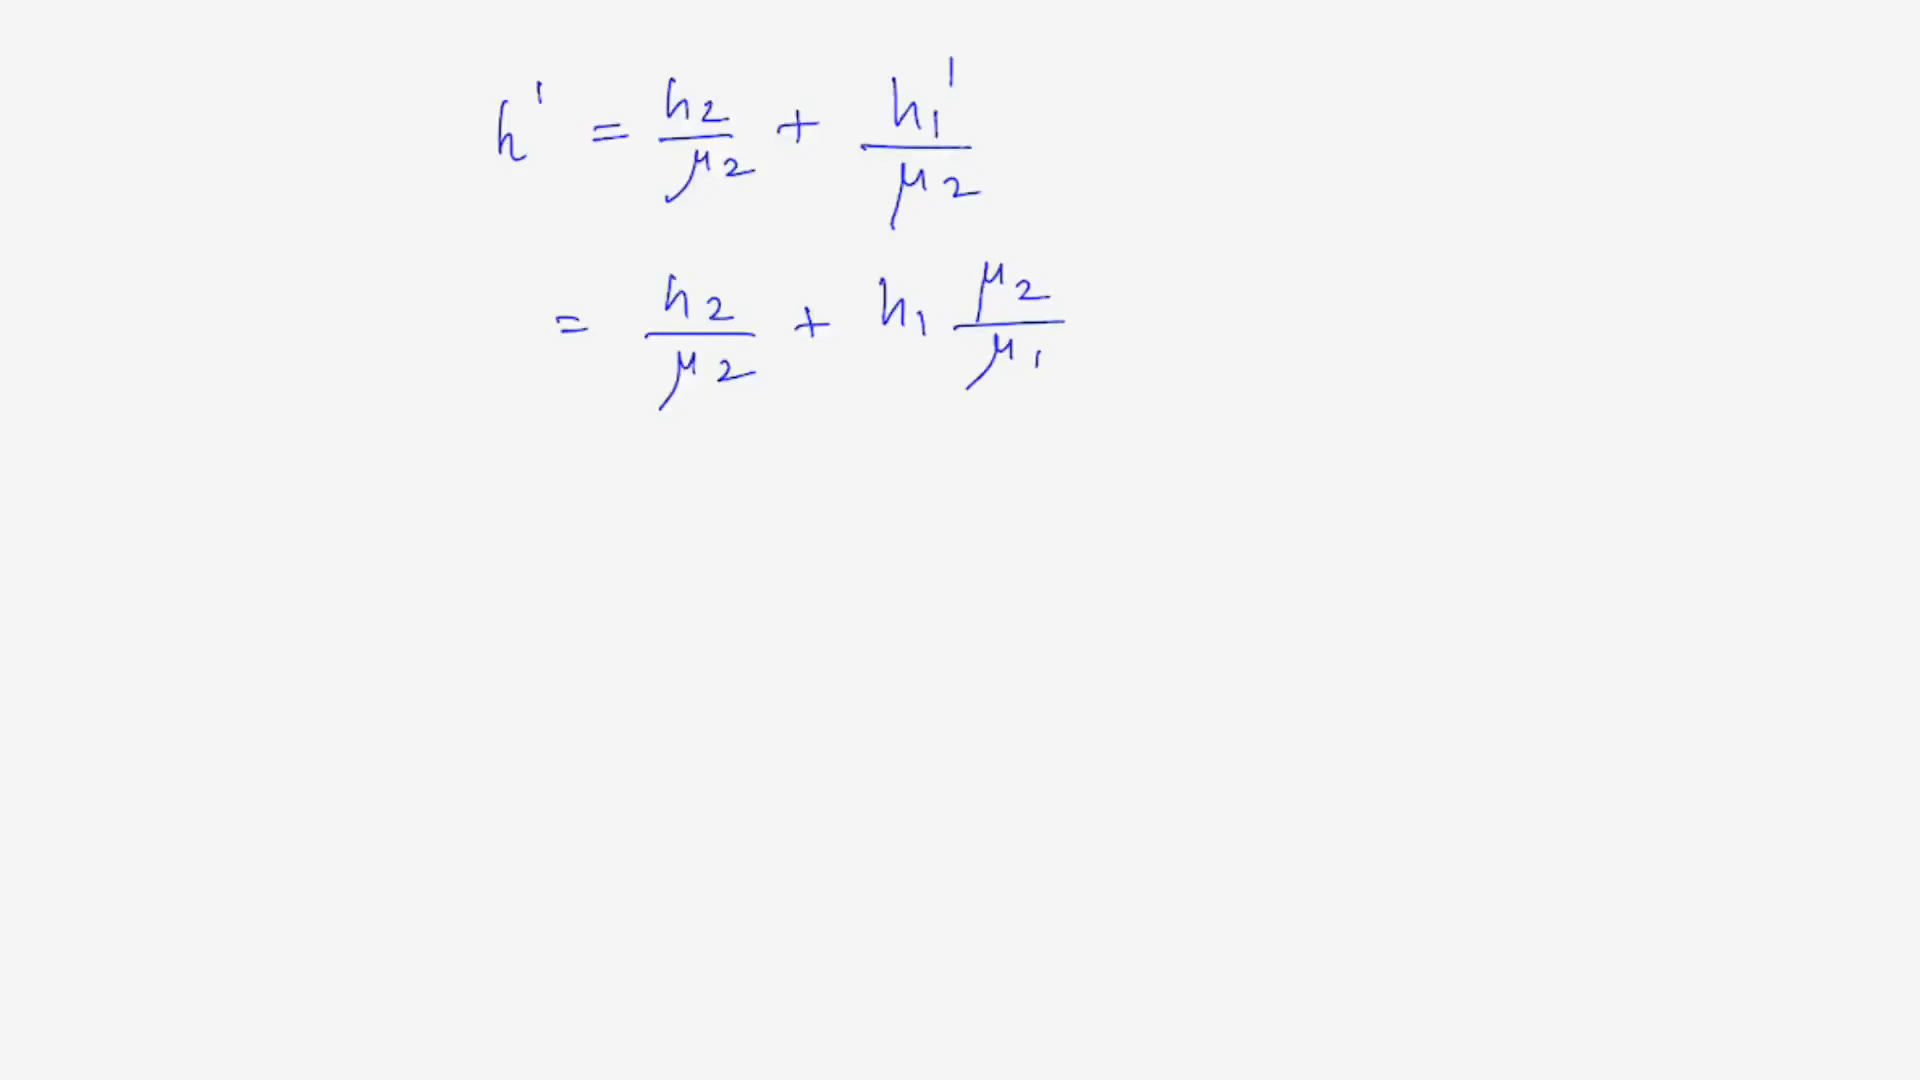 h' = h₂/μ₂ + h₁'/μ₂
= h₂/μ₂ + h₁ μ₂/μ₁